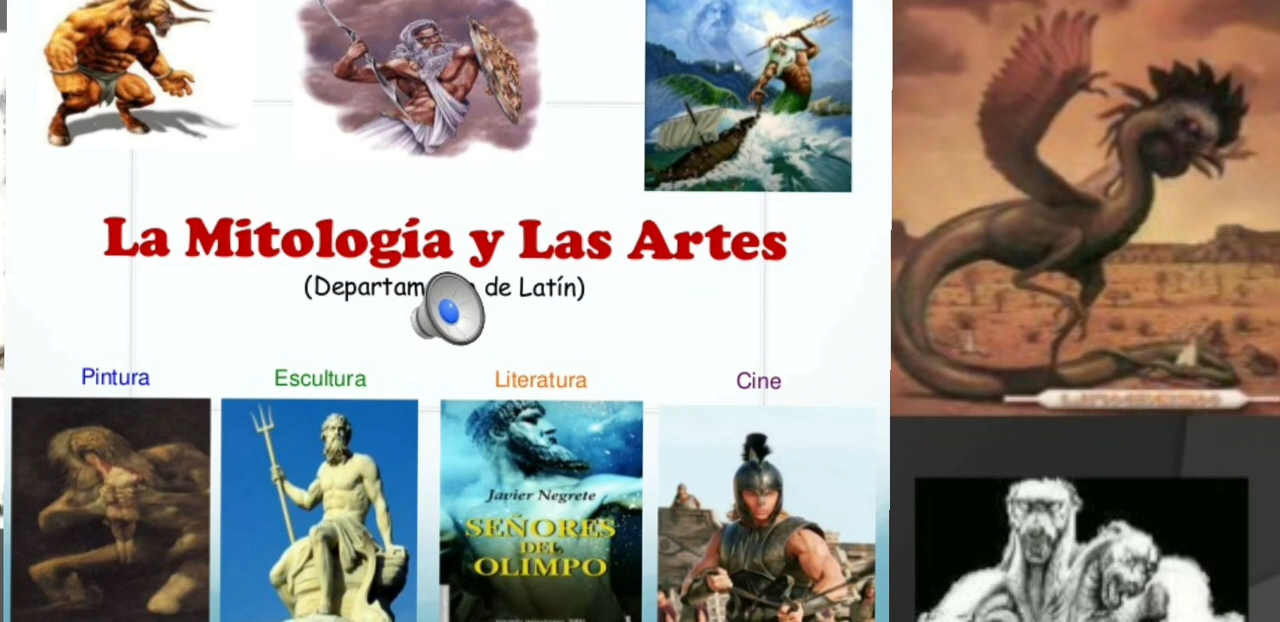 La Mitología y Las Artes
(Departam de Latín)
Pintura
Escultura
Literatura
Cine
Javier Negrete
SEÑORES
DEL
OLIMPO